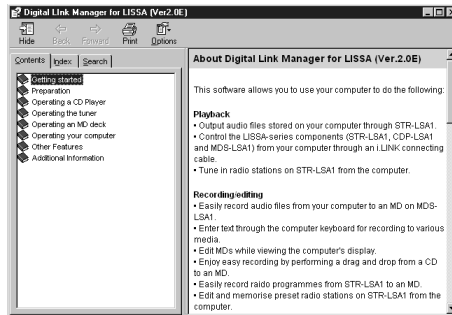 Digital LInk Manager for LISSA (Ver2.0E)
Hide Back Forward Print Options
Contents Index Search
Getting started
Preparation
Operating a CD Player
Operating the tuner
Operating an MD deck
Operating your computer
Other Features
Additional Information
About Digital Link Manager for LISSA (Ver.2.0E)
This software allows you to use your computer to do the following:
Playback
• Output audio files stored on your computer through STR-LSA1.
• Control the LISSA-series components (STR-LSA1, CDP-LSA1
and MDS-LSA1) from your computer through an i.LINK connecting
cable.
• Tune in radio stations on STR-LSA1 from the computer.
Recording/editing
• Easily record audio files from your computer to an MD on MDS-
LSA1.
• Enter text through the computer keyboard for recording to various
media.
• Edit MDs while viewing the computer's display.
• Enjoy easy recording by performing a drag and drop from a CD
to an MD.
• Easily record raido programmes from STR-LSA1 to an MD.
• Edit and memorise preset radio stations on STR-LSA1 from the
computer.